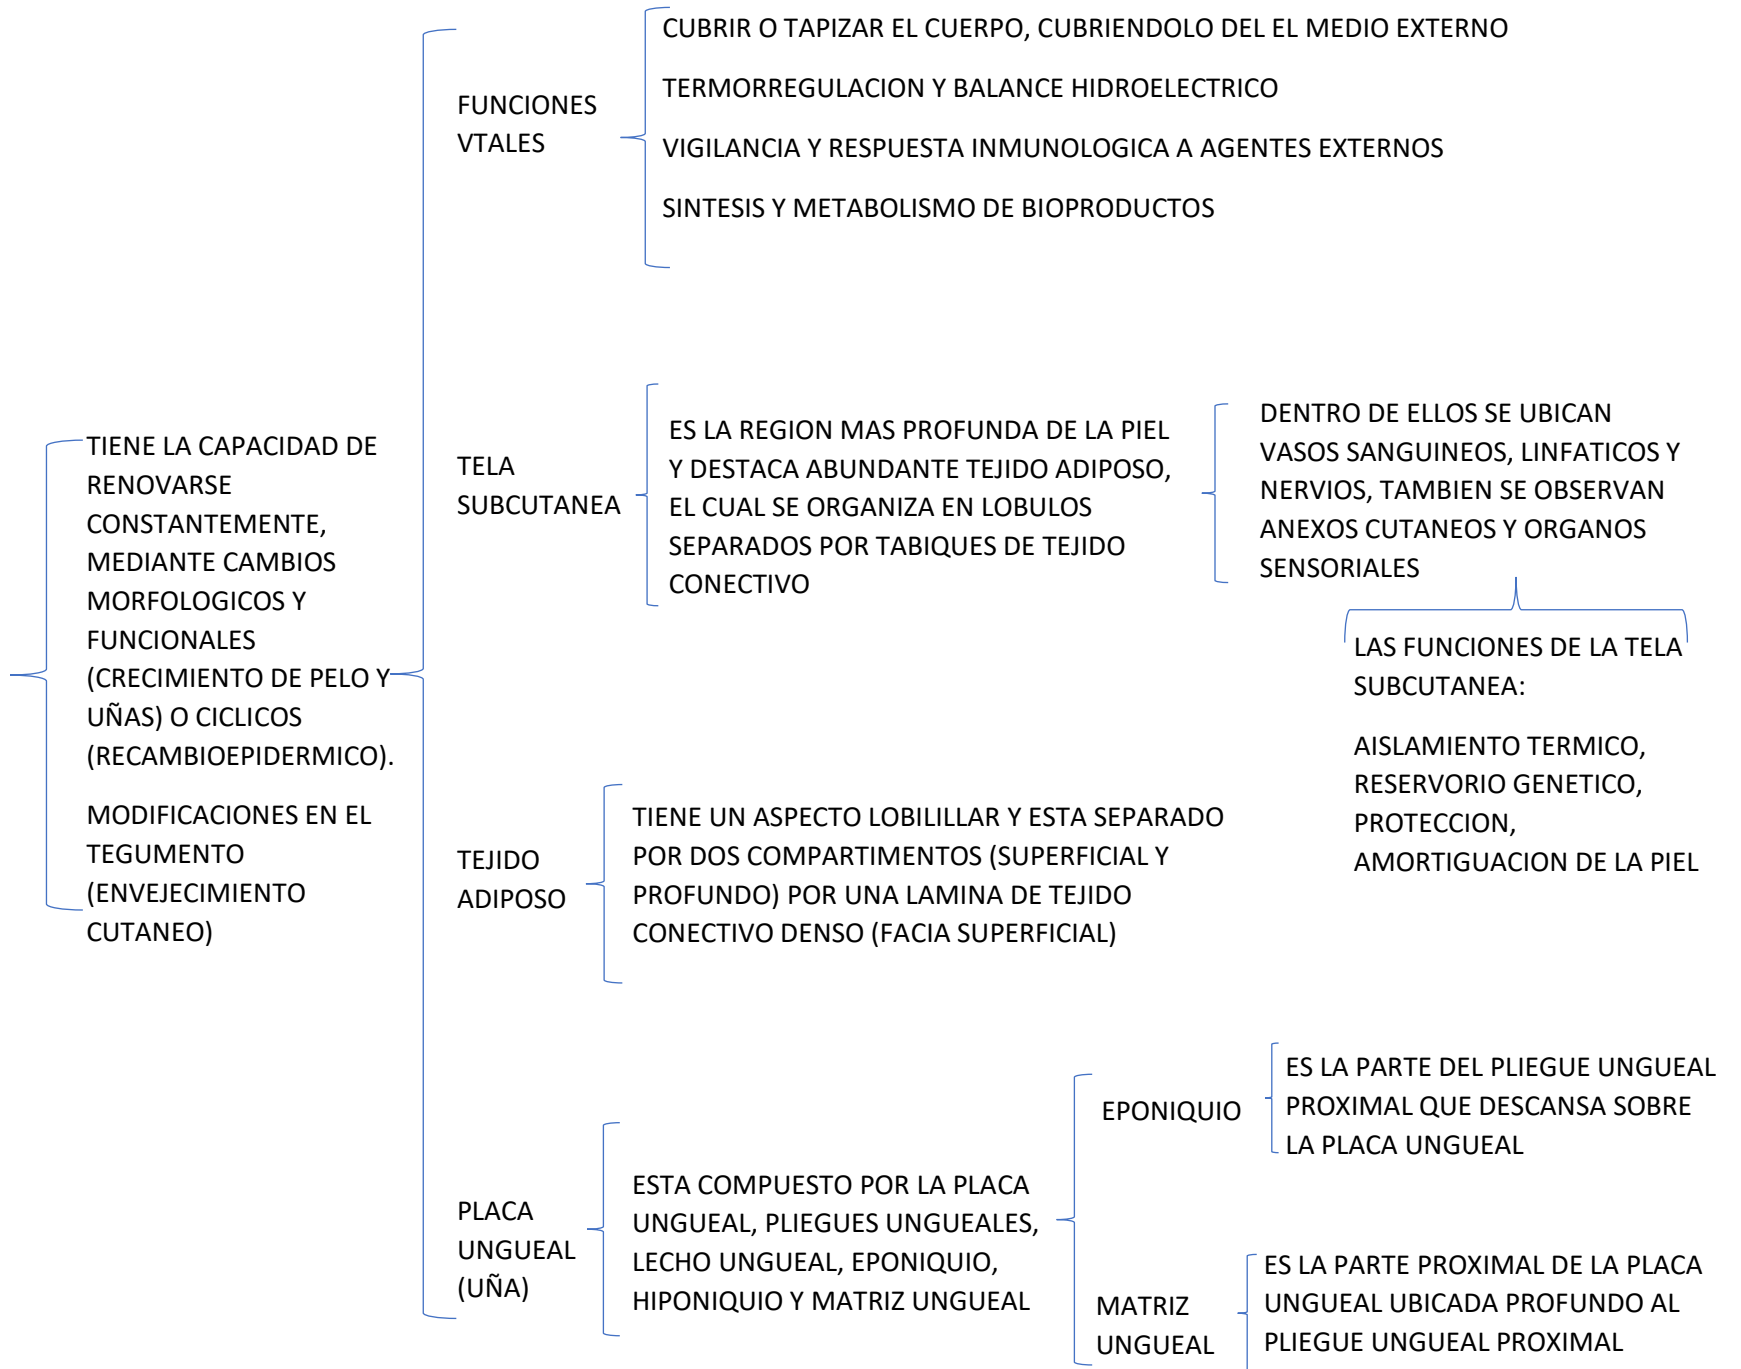 TIENE LA CAPACIDAD DE
RENOVARSE
CONSTANTEMENTE,
MEDIANTE CAMBIOS
MORFOLOGICOS Y
FUNCIONALES
(CRECIMIENTO DE PELO Y
UÑAS) O CICLICOS
(RECAMBIOEPIDERMICO).
MODIFICACIONES EN EL
TEGUMENTO
(ENVEJECIMIENTO
CUTANEO)
FUNCIONES
VTALES
CUBRIR O TAPIZAR EL CUERPO, CUBRIENDOLO DEL EL MEDIO EXTERNO
TERMORREGULACION Y BALANCE HIDROELECTRICO
VIGILANCIA Y RESPUESTA INMUNOLOGICA A AGENTES EXTERNOS
SINTESIS Y METABOLISMO DE BIOPRODUCTOS
TELA
SUBCUTANEA
ES LA REGION MAS PROFUNDA DE LA PIEL
Y DESTACA ABUNDANTE TEJIDO ADIPOSO,
EL CUAL SE ORGANIZA EN LOBULOS
SEPARADOS POR TABIQUES DE TEJIDO
CONECTIVO
DENTRO DE ELLOS SE UBICAN
VASOS SANGUINEOS, LINFATICOS Y
NERVIOS, TAMBIEN SE OBSERVAN
ANEXOS CUTANEOS Y ORGANOS
SENSORIALES
LAS FUNCIONES DE LA TELA
SUBCUTANEA:
AISLAMIENTO TERMICO,
RESERVORIO GENETICO,
PROTECCION,
AMORTIGUACION DE LA PIEL
TEJIDO
ADIPOSO
TIENE UN ASPECTO LOBILILLAR Y ESTA SEPARADO
POR DOS COMPARTIMENTOS (SUPERFICIAL Y
PROFUNDO) POR UNA LAMINA DE TEJIDO
CONECTIVO DENSO (FACIA SUPERFICIAL)
PLACA
UNGUEAL
(UÑA)
ESTA COMPUESTO POR LA PLACA
UNGUEAL, PLIEGUES UNGUEALES,
LECHO UNGUEAL, EPONIQUIO,
HIPONIQUIO Y MATRIZ UNGUEAL
EPONIQUIO
ES LA PARTE DEL PLIEGUE UNGUEAL
PROXIMAL QUE DESCANSA SOBRE
LA PLACA UNGUEAL
MATRIZ
UNGUEAL
ES LA PARTE PROXIMAL DE LA PLACA
UNGUEAL UBICADA PROFUNDO AL
PLIEGUE UNGUEAL PROXIMAL